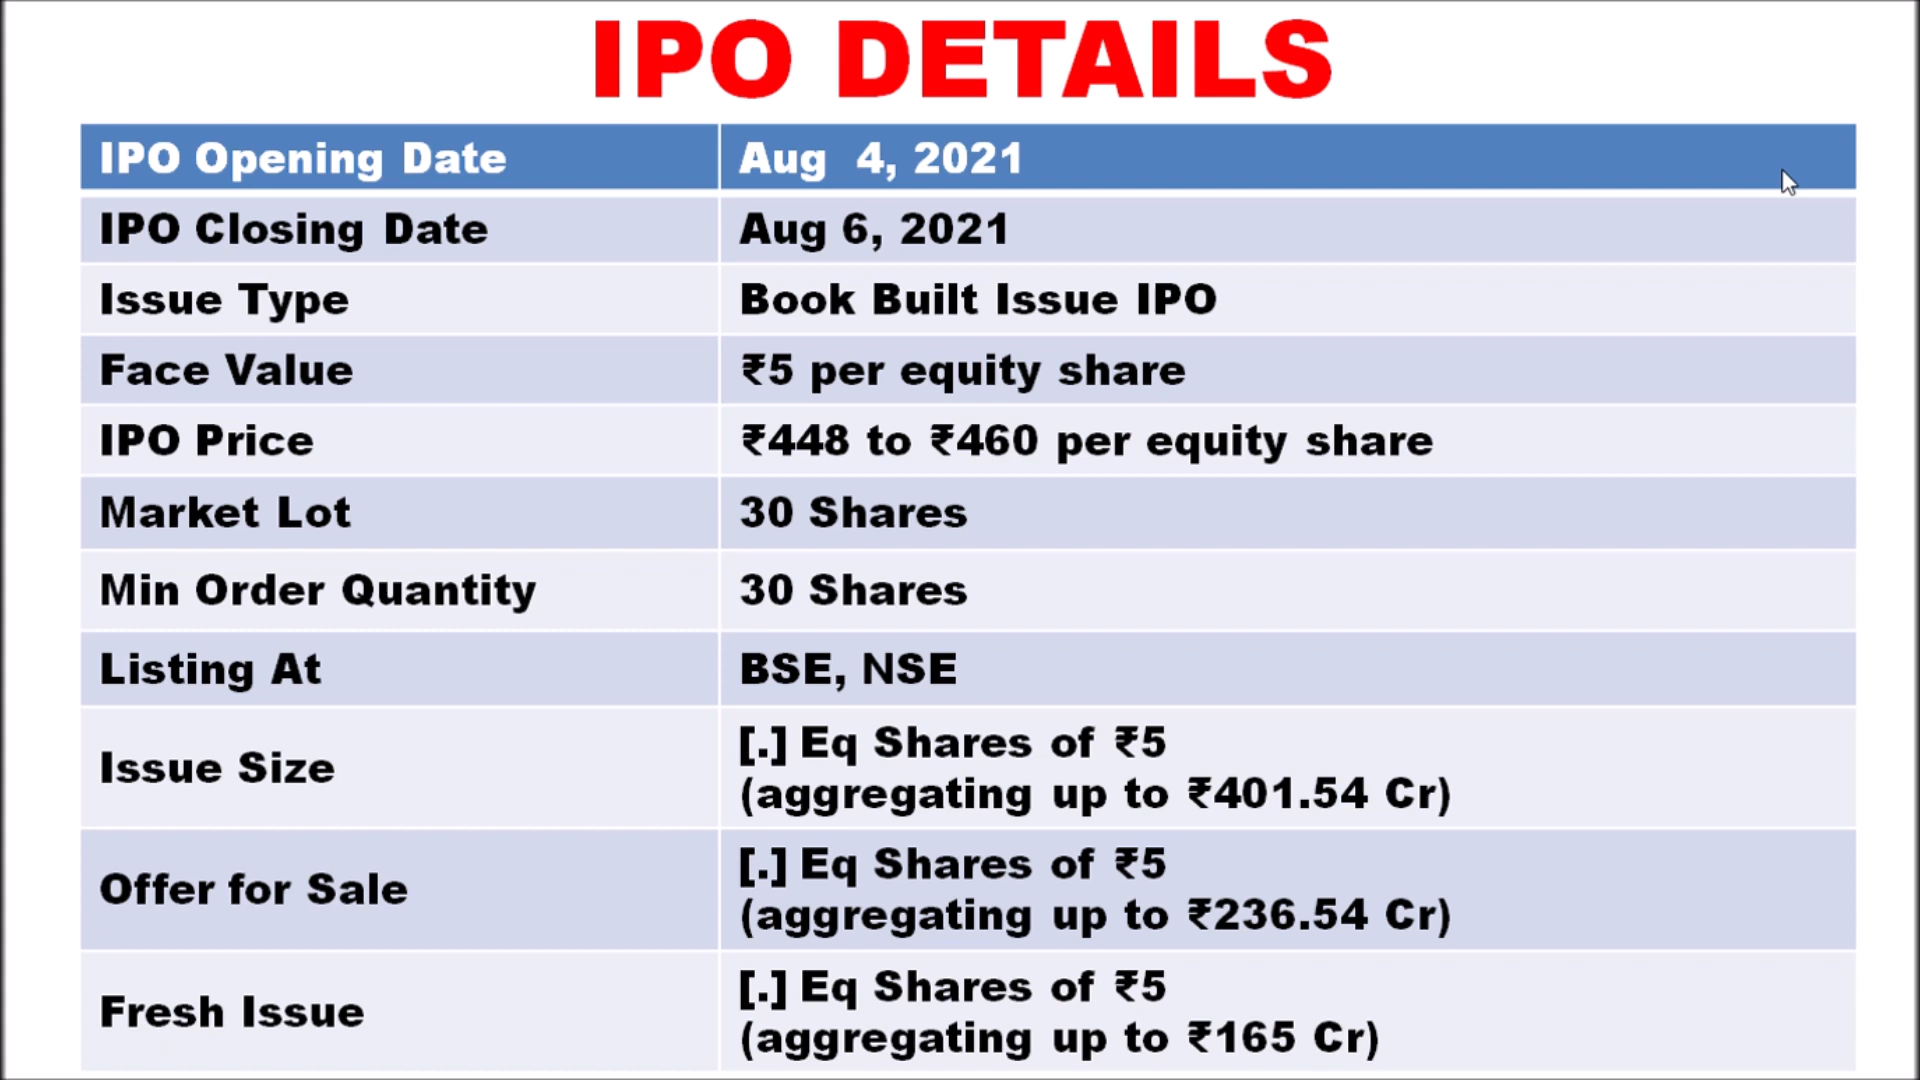 IPO DETAILS
IPO Opening Date
Aug 4, 2021
IPO Closing Date
Aug 6, 2021
Issue Type
Book Built Issue IPO
Face Value
₹5 per equity share
IPO Price
₹448 to ₹460 per equity share
Market Lot
30 Shares
Min Order Quantity
30 Shares
Listing At
BSE, NSE
Issue Size
[.] Eq Shares of ₹5
(aggregating up to ₹401.54 Cr)
Offer for Sale
[.] Eq Shares of ₹5
(aggregating up to ₹236.54 Cr)
Fresh Issue
[.] Eq Shares of ₹5
(aggregating up to ₹165 Cr)